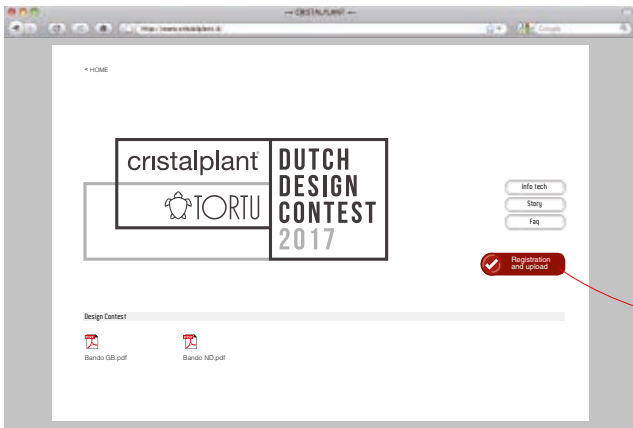 — CRISTALPLANT —
Google
< HOME
cristalplant®
TORTU
DUTCH
DESIGN
CONTEST
2017
Info tech
Story
Faq
Registration
and upload
Design Contest
Bando GB.pdf
Bando ND.pdf